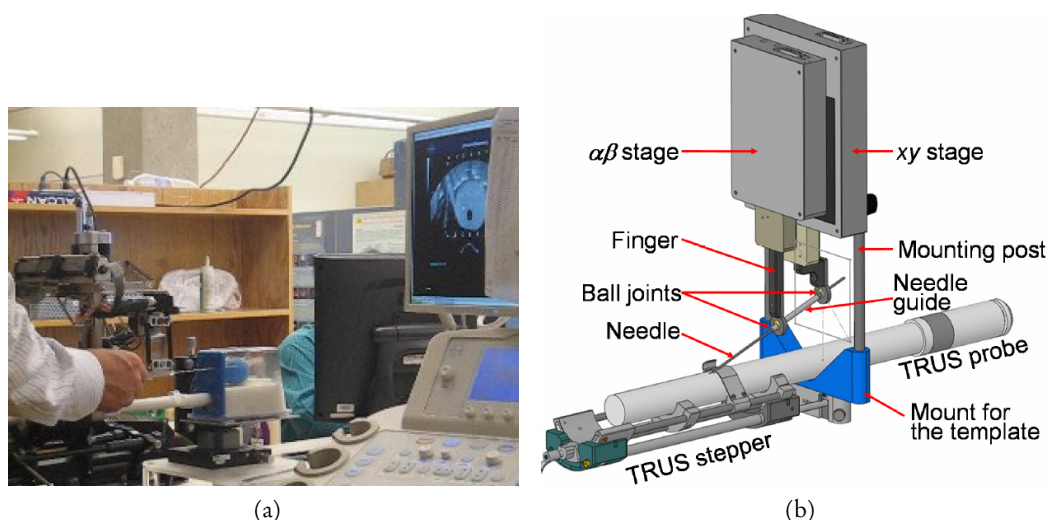 ALCAN
αβ stage
xy stage
Finger
Mounting post
Ball joints
Needle
guide
Needle
TRUS probe
Mount for
the template
TRUS stepper
(a)
(b)